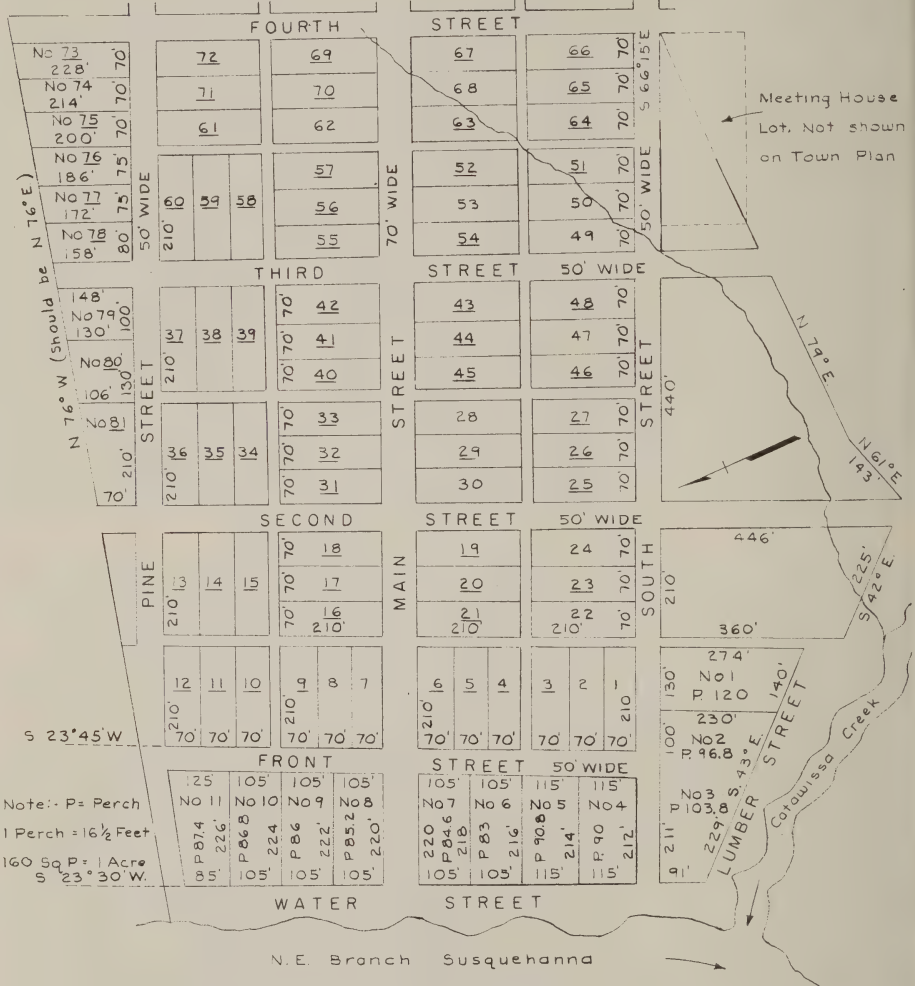 FOURTH STREET
No 73 70' 72 69 67 66 70' S 66°15'E
228'
No 74 70' 71 70 68 65 70'
214'
No 75 70' 61 62 63 64 70'
200'
Meeting House
Lot. Not shown
on Town Plan
No 76 75' 57 52 51 70'
186'
No 77 75' 60 59 58 56 53 50 70'
172'
No 78 80' 210' 55 54 49 70'
158'
50' WIDE
70' WIDE
50' WIDE
N 76°W (should be N 76°E)
THIRD STREET 50' WIDE
148'
No 79 100' 70' 42 43 48 70'
130'
37 38 39 70' 41 44 47 70'
No 80 130' 210' 70' 40 45 46 70'
106'
No 81 210' 70' 33 28 27 70'
36 35 34 70' 32 29 26 70'
70' 210' 70' 31 30 25 70'
STREET
STREET
STREET
440'
N 79°E
N 61°E
143'
SECOND STREET 50' WIDE
PINE
MAIN
SOUTH
70' 18 19 24 70'
13 14 15 70' 17 20 23 70'
210' 70' 16 21 22 70'
210' 210' 210'
446'
210'
225'
S 42°E.
360'
12 11 10 9 8 7 6 5 4 3 2 1
210' 210' 210' 210
70' 70' 70' 70' 70' 70' 70' 70' 70' 70' 70' 70'
274'
130' No 1 140'
P. 120
230'
100' No 2
P. 96.8
No 3
P 103.8
211' 229' S. 43°E.
91'
LUMBER STREET
Catawissa Creek
S 23°45'W
FRONT STREET 50' WIDE
125' 105' 105' 105' 105' 105' 115' 115'
No 11 No 10 No 9 No 8 No 7 No 6 No 5 No 4
P 87.4 226' P 86.8 224 P 86 222' P 85.2 220' 220 P 84.6 218 P 83 216' P. 90.8 214' P. 90 212'
85' 105' 105' 105' 105' 105' 115' 115'
Note:- P= Perch
1 Perch = 16½ Feet
160 Sq P = 1 Acre
S 23°30'W.
WATER STREET
N.E. Branch Susquehanna